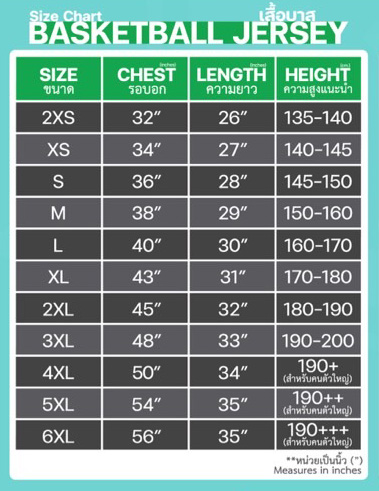 Size Chart เสื้อบาส
BASKETBALL JERSEY
SIZE CHEST (inches) LENGTH (inches) HEIGHT (cm.)
ขนาด รอบอก ความยาว ความสูงแนะนำ
2XS 32” 26” 135-140
XS 34” 27” 140-145
S 36” 28” 145-150
M 38” 29” 150-160
L 40” 30” 160-170
XL 43” 31” 170-180
2XL 45” 32” 180-190
3XL 48” 33” 190-200
4XL 50” 34” 190+
(สำหรับคนตัวใหญ่)
5XL 54” 35” 190++
(สำหรับคนตัวใหญ่)
6XL 56” 35” 190+++
(สำหรับคนตัวใหญ่)
**หน่วยเป็นนิ้ว (”)
Measures in inches